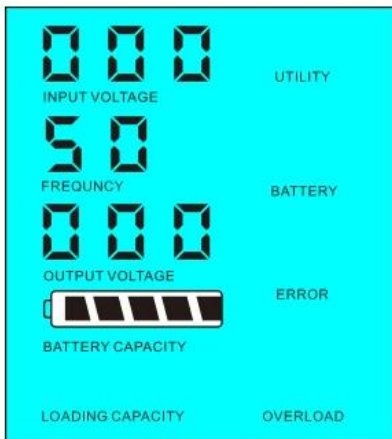 000
UTILITY
INPUT VOLTAGE
50
FREQUNCY
BATTERY
000
OUTPUT VOLTAGE
ERROR
BATTERY CAPACITY
LOADING CAPACITY
OVERLOAD